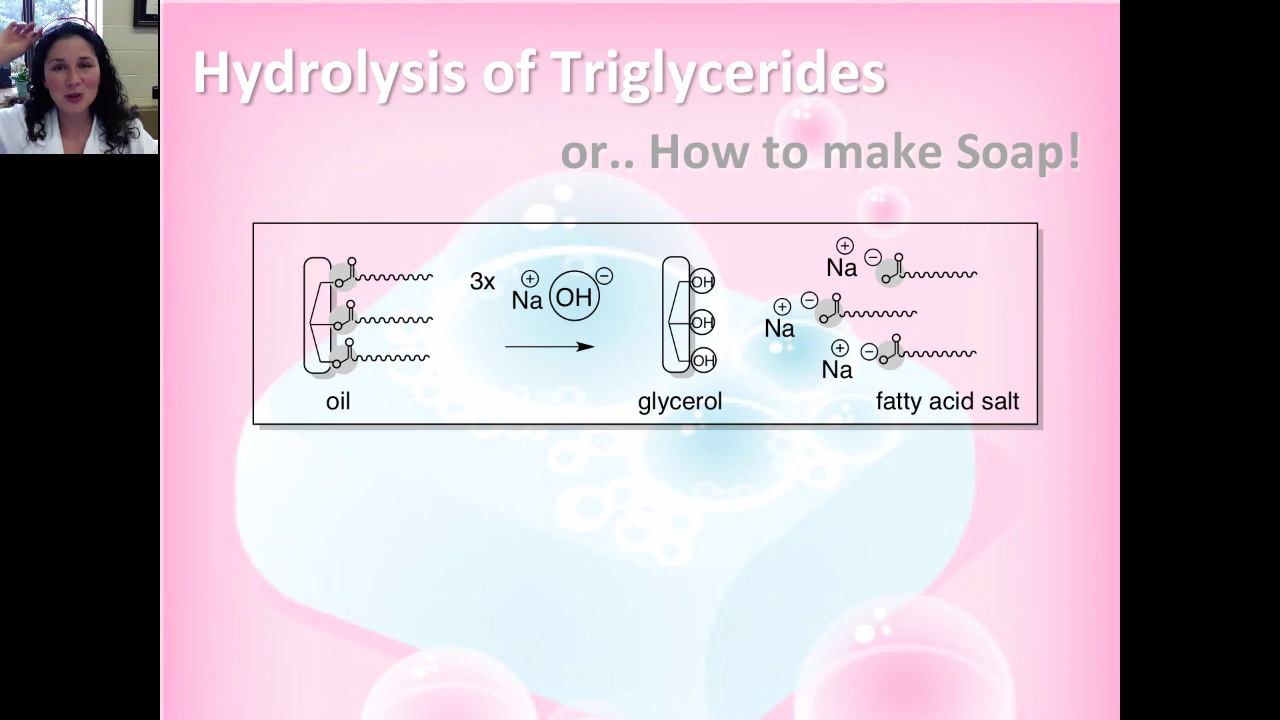 Hydrolysis of Triglycerides
or.. How to make Soap!
3x Na + OH −
oil
OH
OH
OH
glycerol
Na + −
Na + −
Na + −
fatty acid salt